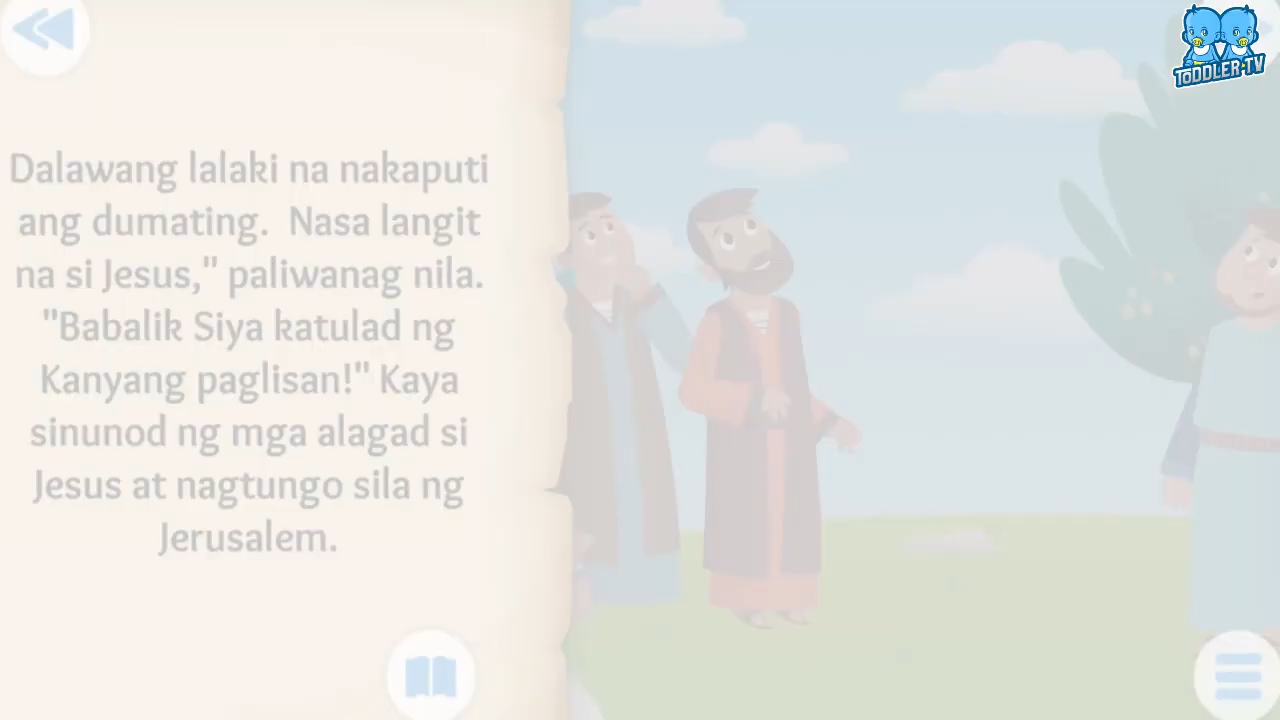 TODDLER TV
Dalawang lalaki na nakaputi
ang dumating.  Nasa langit
na si Jesus," paliwanag nila.
"Babalik Siya katulad ng
Kanyang paglisan!" Kaya
sinunod ng mga alagad si
Jesus at nagtungo sila ng
Jerusalem.